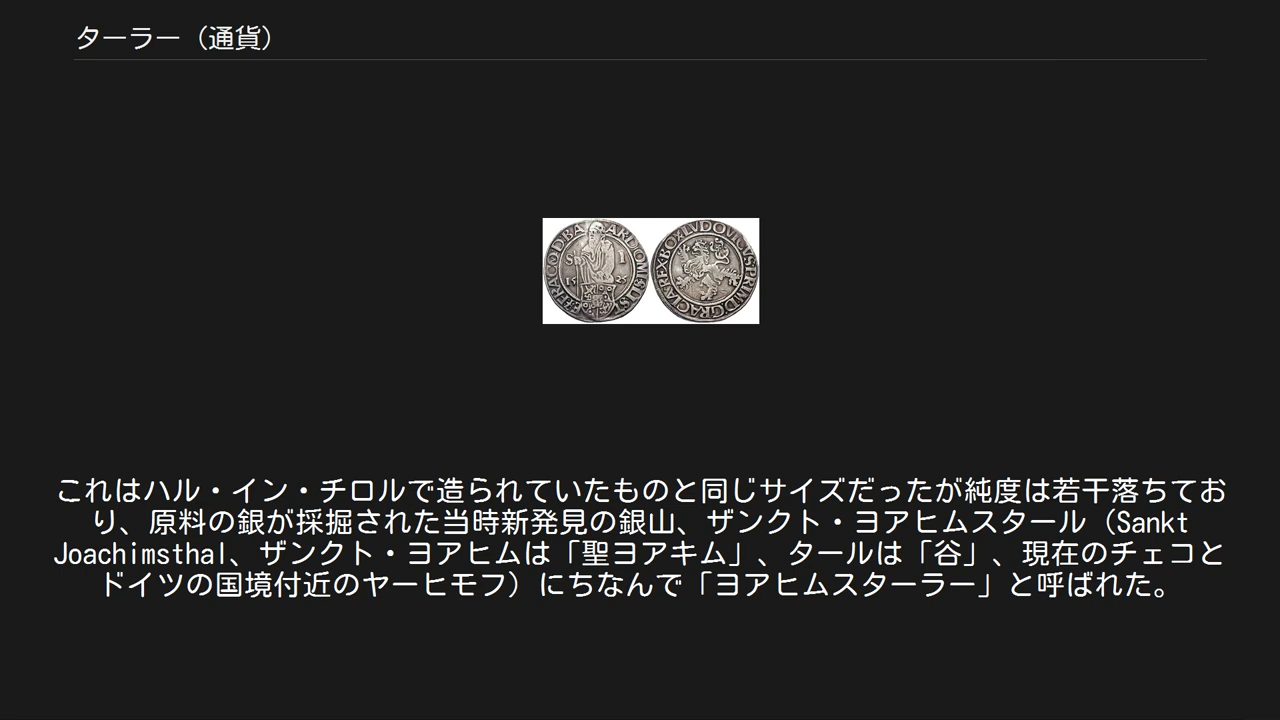 ターラー（通貨）
S I
15 25
LVDOVICVS·PRIM·D:GRACIA·REX·BO
これはハル・イン・チロルで造られていたものと同じサイズだったが純度は若干落ちてお
り、原料の銀が採掘された当時新発見の銀山、ザンクト・ヨアヒムスタール（Sankt
Joachimsthal、ザンクト・ヨアヒムは「聖ヨアキム」、タールは「谷」、現在のチェコと
ドイツの国境付近のヤーヒモフ）にちなんで「ヨアヒムスターラー」と呼ばれた。